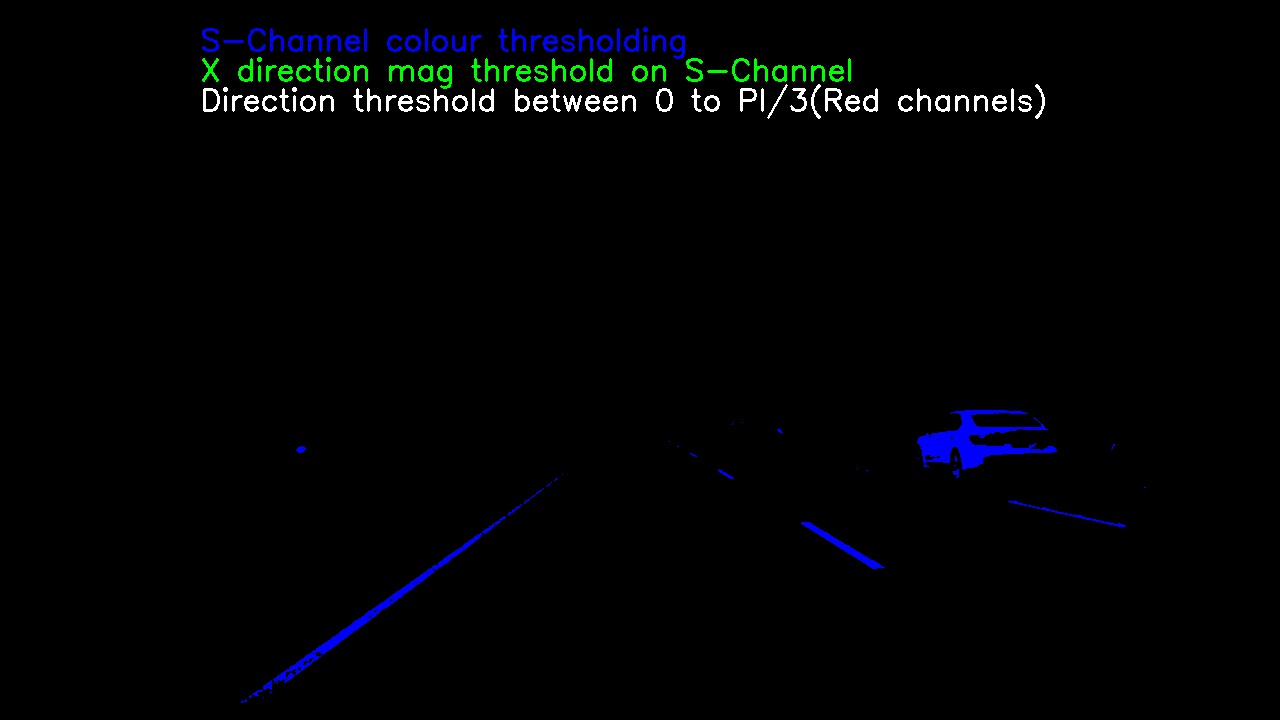 S-Channel colour thresholding
X direction mag threshold on S-Channel
Direction threshold between 0 to PI/3(Red channels)